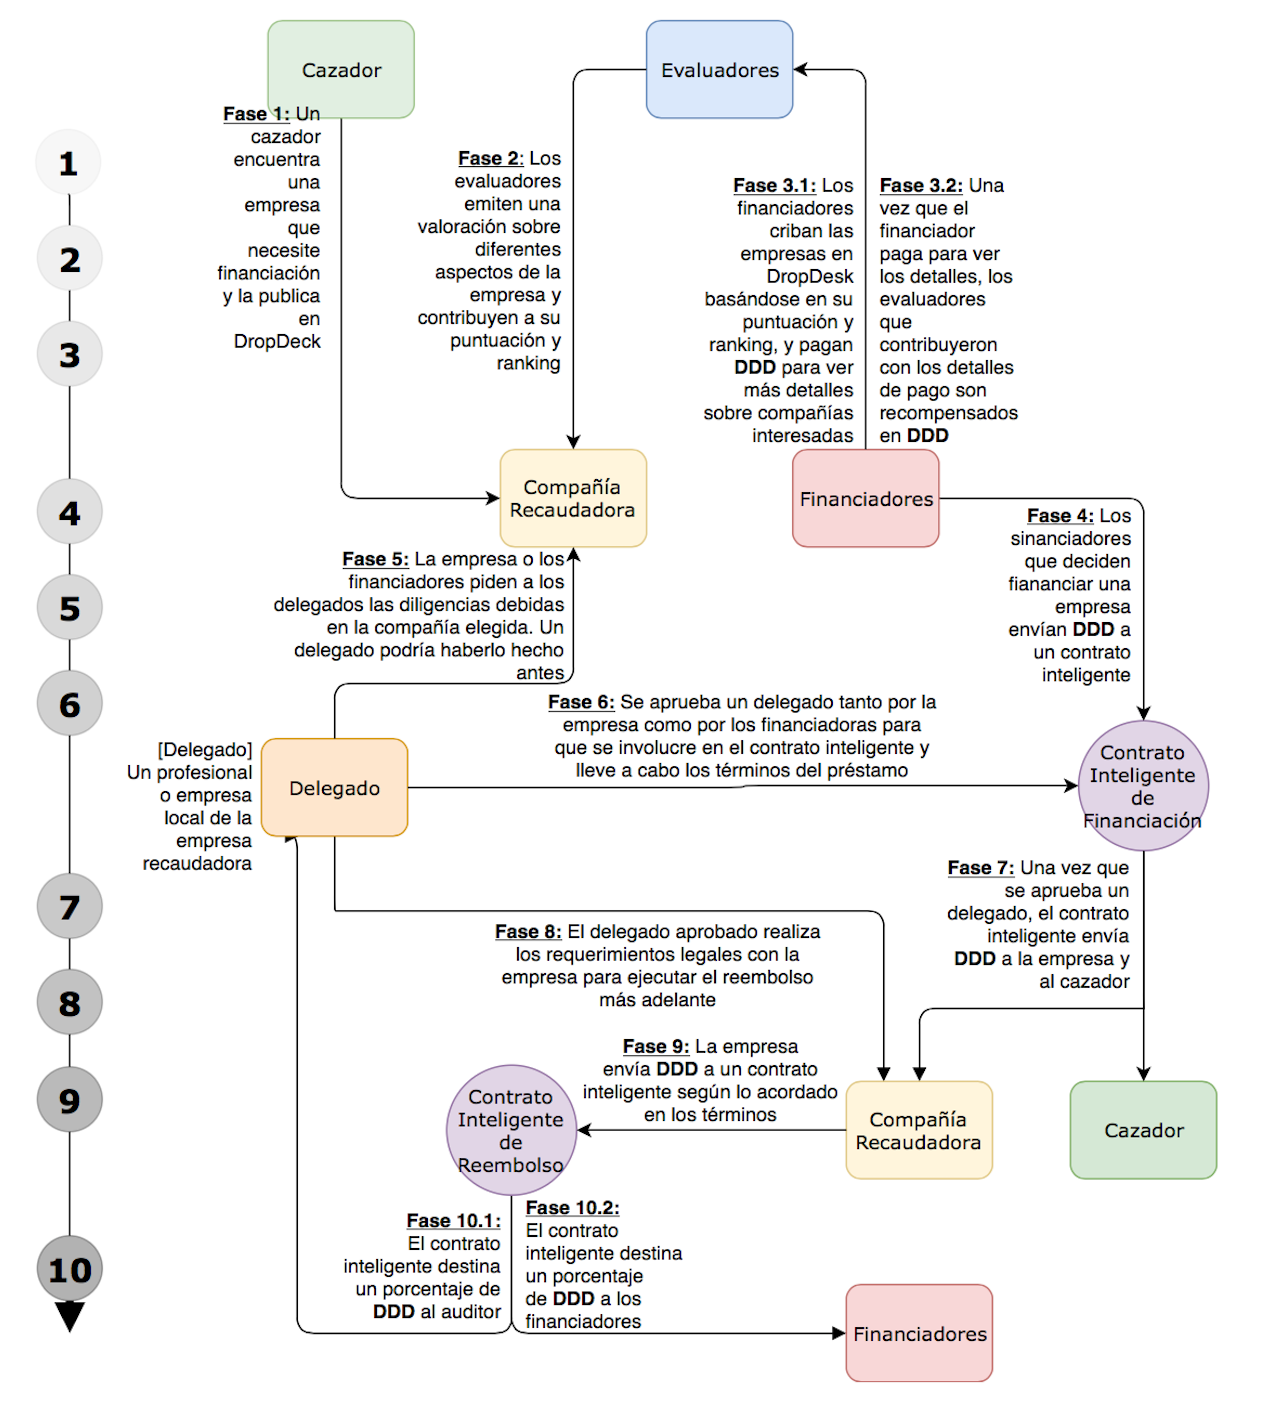 Cazador
Evaluadores
Fase 1: Un
cazador
encuentra
una
empresa
que
necesite
financiación
y la publica
en
DropDeck
Fase 2: Los
evaluadores
emiten una
valoración sobre
diferentes
aspectos de la
empresa y
contribuyen a su
puntuación y
ranking
Fase 3.1: Los
financiadores
criban las
empresas en
DropDesk
basándose en su
puntuación y
ranking, y pagan
DDD para ver
más detalles
sobre compañías
interesadas
Fase 3.2: Una
vez que el
financiador
paga para ver
los detalles, los
evaluadores
que
contribuyeron
con los detalles
de pago son
recompensados
en DDD
1
2
3
4
5
6
7
8
9
10
Compañía
Recaudadora
Financiadores
Fase 4: Los
sinanciadores
que deciden
fiananciar una
empresa
envían DDD a
un contrato
inteligente
Fase 5: La empresa o los
financiadores piden a los
delegados las diligencias debidas
en la compañía elegida. Un
delegado podría haberlo hecho
antes
Fase 6: Se aprueba un delegado tanto por la
empresa como por los financiadoras para
que se involucre en el contrato inteligente y
lleve a cabo los términos del préstamo
[Delegado]
Un profesional
o empresa
local de la
empresa
recaudadora
Delegado
Contrato
Inteligente
de
Financiación
Fase 7: Una vez que
se aprueba un
delegado, el contrato
inteligente envía
DDD a la empresa y
al cazador
Fase 8: El delegado aprobado realiza
los requerimientos legales con la
empresa para ejecutar el reembolso
más adelante
Fase 9: La empresa
envía DDD a un contrato
inteligente según lo acordado
en los términos
Contrato
Inteligente
de
Reembolso
Compañía
Recaudadora
Cazador
Fase 10.1:
El contrato
inteligente destina
un porcentaje de
DDD al auditor
Fase 10.2:
El contrato
inteligente destina
un porcentaje
de DDD a los
financiadores
Financiadores